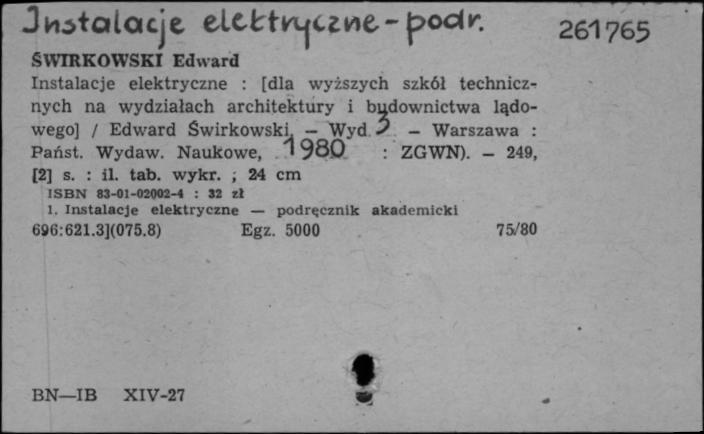 Instalacje elektryczne - podr. 261765
ŚWIRKOWSKI Edward
Instalacje elektryczne : [dla wyższych szkół technicz-
nych na wydziałach architektury i budownictwa lądo-
wego] / Edward Świrkowski. — Wyd 3 — Warszawa :
Państ. Wydaw. Naukowe, 1980 : ZGWN). — 249,
[2] s. : il. tab. wykr. ; 24 cm
ISBN 83-01-02002-4 : 32 zł
1. Instalacje elektryczne — podręcznik akademicki
696:621.3](075.8) Egz. 5000 75/80
BN—IB XIV-27